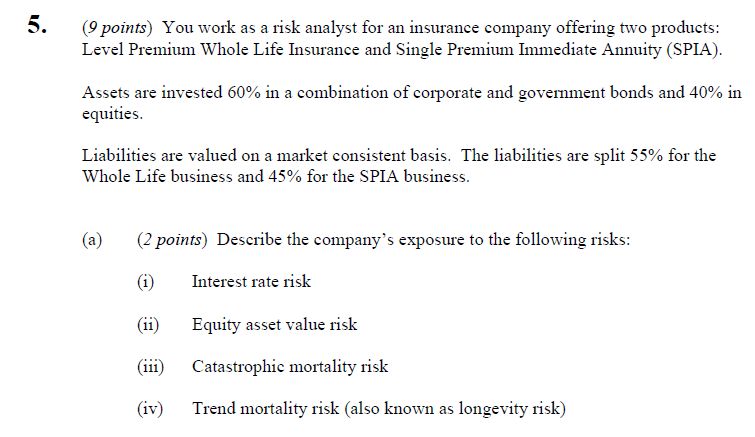 5. (9 points) You work as a risk analyst for an insurance company offering two products:
Level Premium Whole Life Insurance and Single Premium Immediate Annuity (SPIA).
Assets are invested 60% in a combination of corporate and government bonds and 40% in
equities.
Liabilities are valued on a market consistent basis. The liabilities are split 55% for the
Whole Life business and 45% for the SPIA business.
(a) (2 points) Describe the company’s exposure to the following risks:
(i) Interest rate risk
(ii) Equity asset value risk
(iii) Catastrophic mortality risk
(iv) Trend mortality risk (also known as longevity risk)